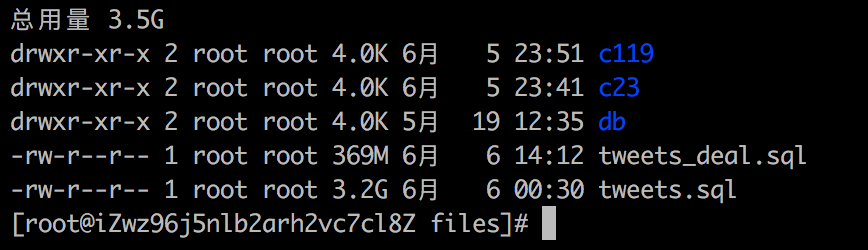 总用量 3.5G
drwxr-xr-x 2 root root 4.0K 6月   5 23:51 c119
drwxr-xr-x 2 root root 4.0K 6月   5 23:41 c23
drwxr-xr-x 2 root root 4.0K 5月  19 12:35 db
-rw-r--r-- 1 root root 369M 6月   6 14:12 tweets_deal.sql
-rw-r--r-- 1 root root 3.2G 6月   6 00:30 tweets.sql
[root@iZwz96j5nlb2arh2vc7cl8Z files]#